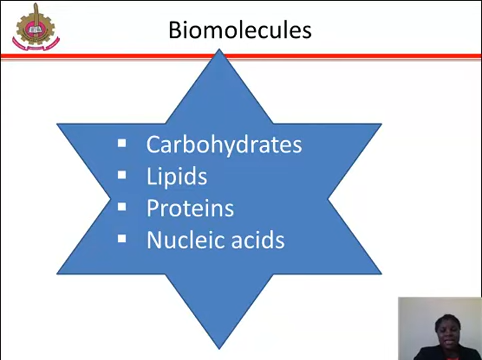 Biomolecules
Carbohydrates
Lipids
Proteins
Nucleic acids